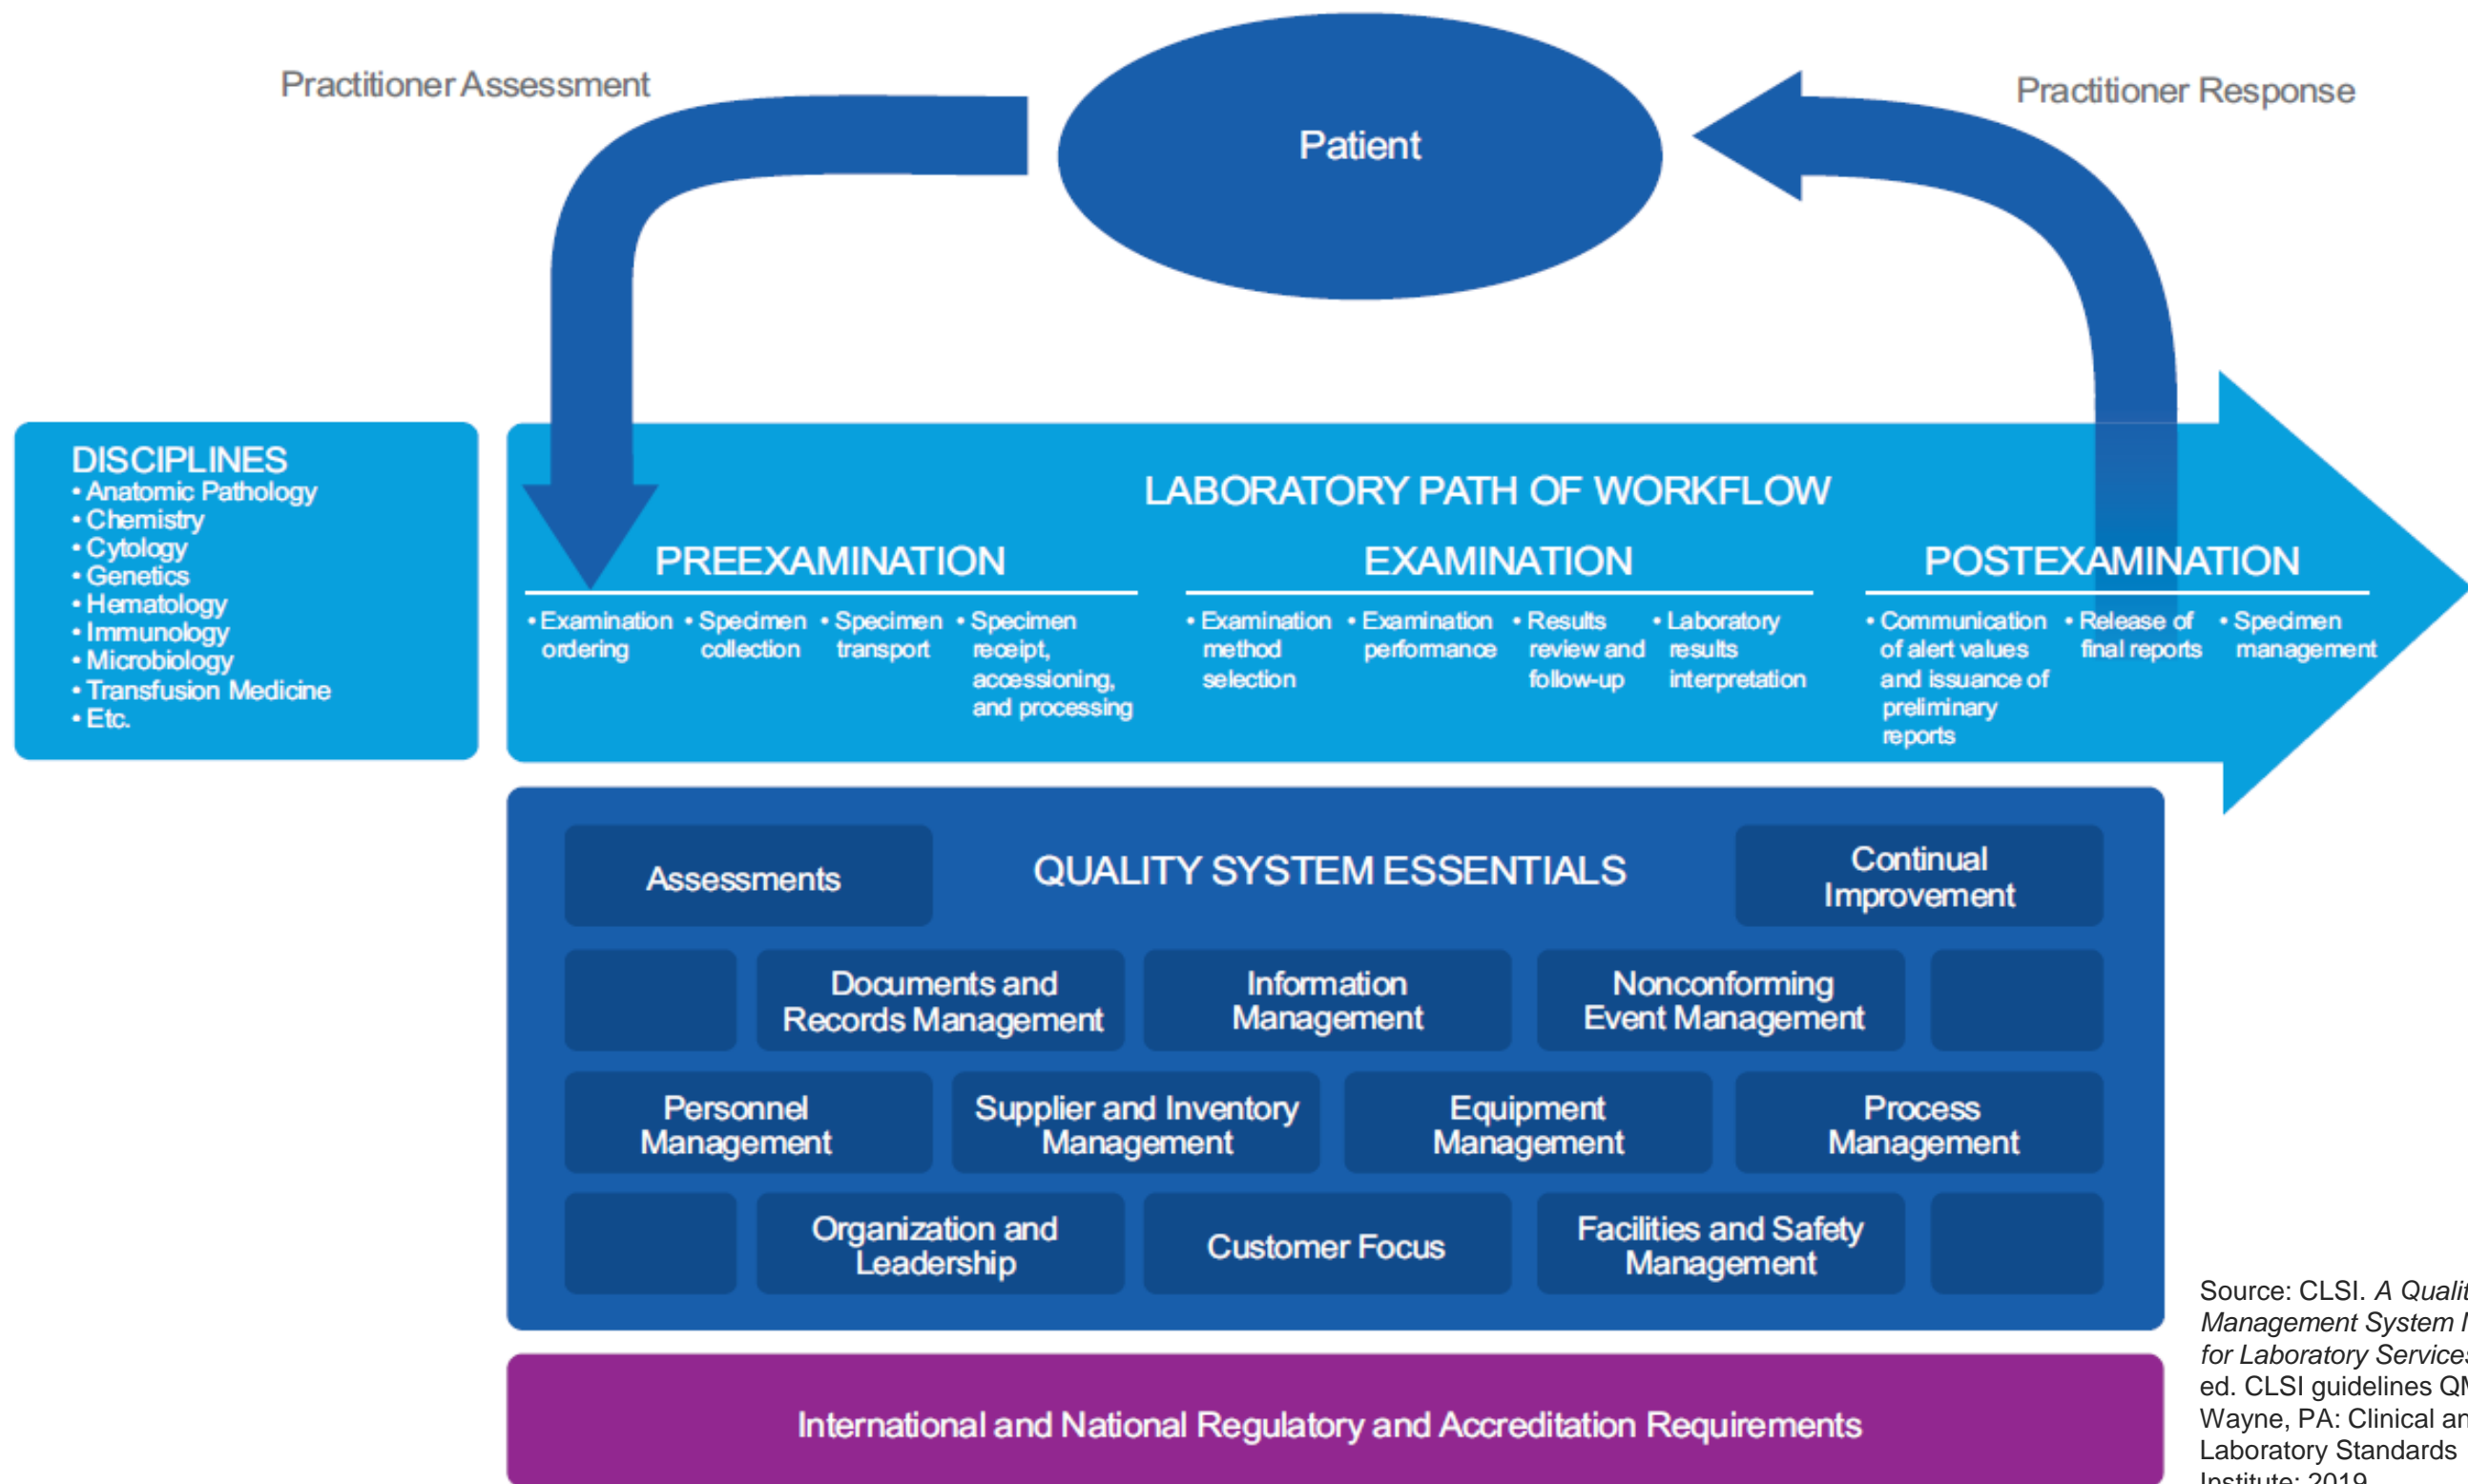 Practitioner Assessment
Practitioner Response
Patient
DISCIPLINES
• Anatomic Pathology
• Chemistry
• Cytology
• Genetics
• Hematology
• Immunology
• Microbiology
• Transfusion Medicine
• Etc.
LABORATORY PATH OF WORKFLOW
PREEXAMINATION
• Examination
ordering
• Specimen
collection
• Specimen
transport
• Specimen
receipt,
accessioning,
and processing
EXAMINATION
• Examination
method
selection
• Examination
performance
• Results
review and
follow-up
• Laboratory
results
interpretation
POSTEXAMINATION
• Communication
of alert values
and issuance of
preliminary
reports
• Release of
final reports
• Specimen
management
QUALITY SYSTEM ESSENTIALS
Assessments
Continual
Improvement
Documents and
Records Management
Information
Management
Nonconforming
Event Management
Personnel
Management
Supplier and Inventory
Management
Equipment
Management
Process
Management
Organization and
Leadership
Customer Focus
Facilities and Safety
Management
International and National Regulatory and Accreditation Requirements
Source: CLSI. A
Management System
for Laboratory
ed. CLSI guidelines
Wayne, PA: Clinical
Laboratory Standards
Institute; 2019